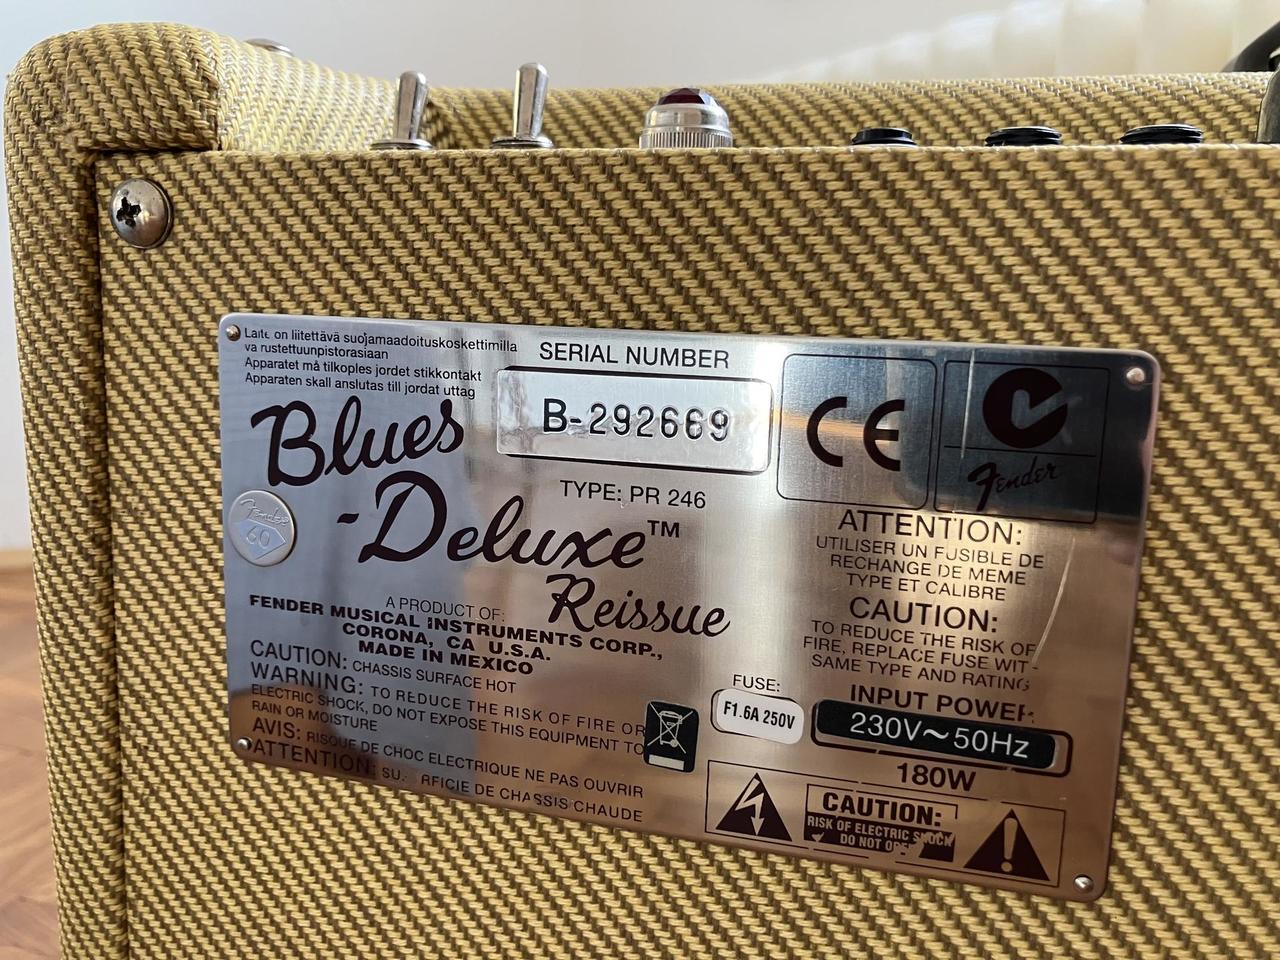 Laite on liitettävä suojamaadoituskoskettimilla
va rustettuunpistorasiaan
Apparatet må tilkoples jordet stikkontakt
Apparaten skall anslutas till jordat uttag
Blues
-Deluxe™
Reissue
SERIAL NUMBER
B-292669
TYPE: PR 246
CE
Fender
Fender
60
A PRODUCT OF:
FENDER MUSICAL INSTRUMENTS CORP.,
CORONA, CA U.S.A.
MADE IN MEXICO
CAUTION: CHASSIS SURFACE HOT
WARNING: TO REDUCE THE RISK OF FIRE OR
ELECTRIC SHOCK, DO NOT EXPOSE THIS EQUIPMENT TO
RAIN OR MOISTURE
AVIS: RISQUE DE CHOC ELECTRIQUE NE PAS OUVRIR
ATTENTION: SU RFICIE DE CHASSIS CHAUDE
ATTENTION:
UTILISER UN FUSIBLE DE
RECHANGE DE MEME
TYPE ET CALIBRE
CAUTION:
TO REDUCE THE RISK OF
FIRE, REPLACE FUSE WIT
SAME TYPE AND RATING
FUSE:
F1.6A 250V
INPUT POWER
230V~50Hz
180W
CAUTION:
RISK OF ELECTRIC SHOCK
DO NOT OPE